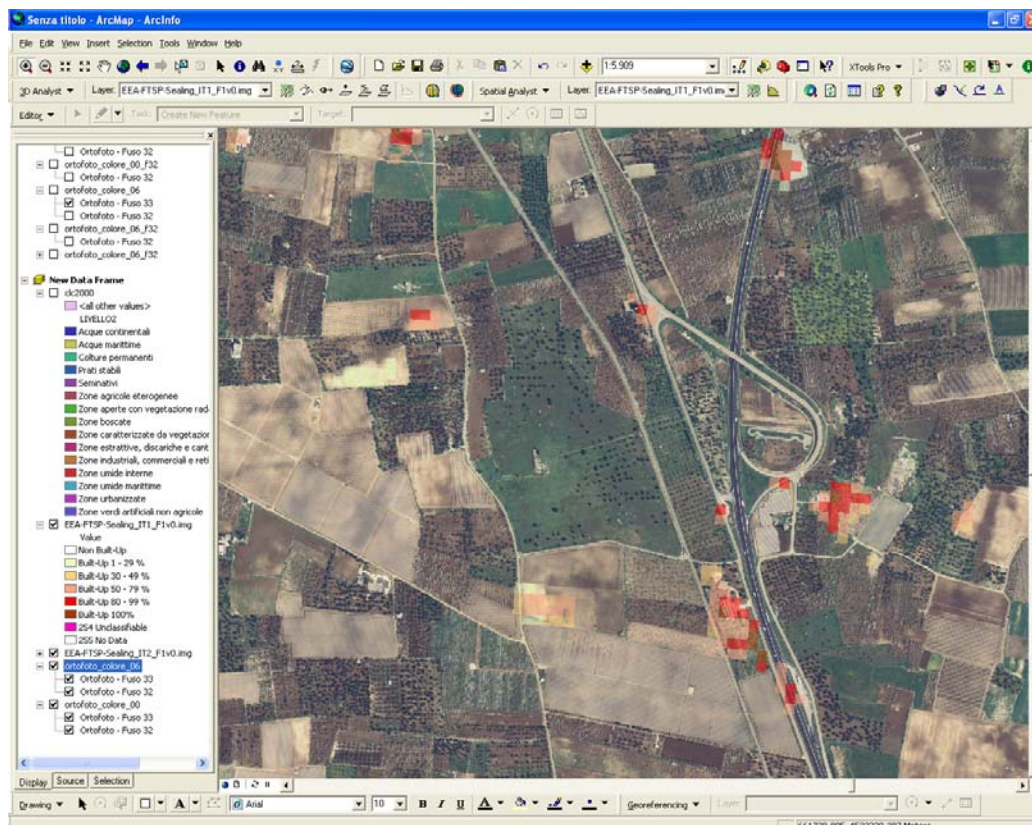 Senza titolo - ArcMap - ArcInfo
File Edit View Insert Selection Tools Window Help
1:5.909 XTools Pro
3D Analyst Layer: EEA-FTSP-Sealing_IT1_F1v0.img Spatial Analyst Layer: EEA-FTSP-Sealing_IT1_F1v0.im
Editor Task: Create New Feature Target:
Ortofoto - Fuso 32
ortofoto_colore_00_f32
Ortofoto - Fuso 32
ortofoto_colore_06
Ortofoto - Fuso 33
Ortofoto - Fuso 32
ortofoto_colore_06_f32
Ortofoto - Fuso 32
ortofoto_colore_06_f32
New Data Frame
clc2000
<all other values>
LIVELLO2
Acque continentali
Acque marittime
Colture permanenti
Prati stabili
Seminativi
Zone agricole eterogenee
Zone aperte con vegetazione rad
Zone boscate
Zone caratterizzate da vegetazion
Zone estrattive, discariche e cant
Zone industriali, commerciali e reti
Zone umide interne
Zone umide marittime
Zone urbanizzate
Zone verdi artificiali non agricole
EEA-FTSP-Sealing_IT1_F1v0.img
Value
Non Built-Up
Built-Up 1 - 29 %
Built-Up 30 - 49 %
Built-Up 50 - 79 %
Built-Up 80 - 99 %
Built-Up 100%
254 Unclassifiable
255 No Data
EEA-FTSP-Sealing_IT2_F1v0.img
ortofoto_colore_06
Ortofoto - Fuso 33
Ortofoto - Fuso 32
ortofoto_colore_00
Ortofoto - Fuso 33
Ortofoto - Fuso 32
Display Source Selection
Drawing A Arial 10 B I U A Georeferencing Layer: